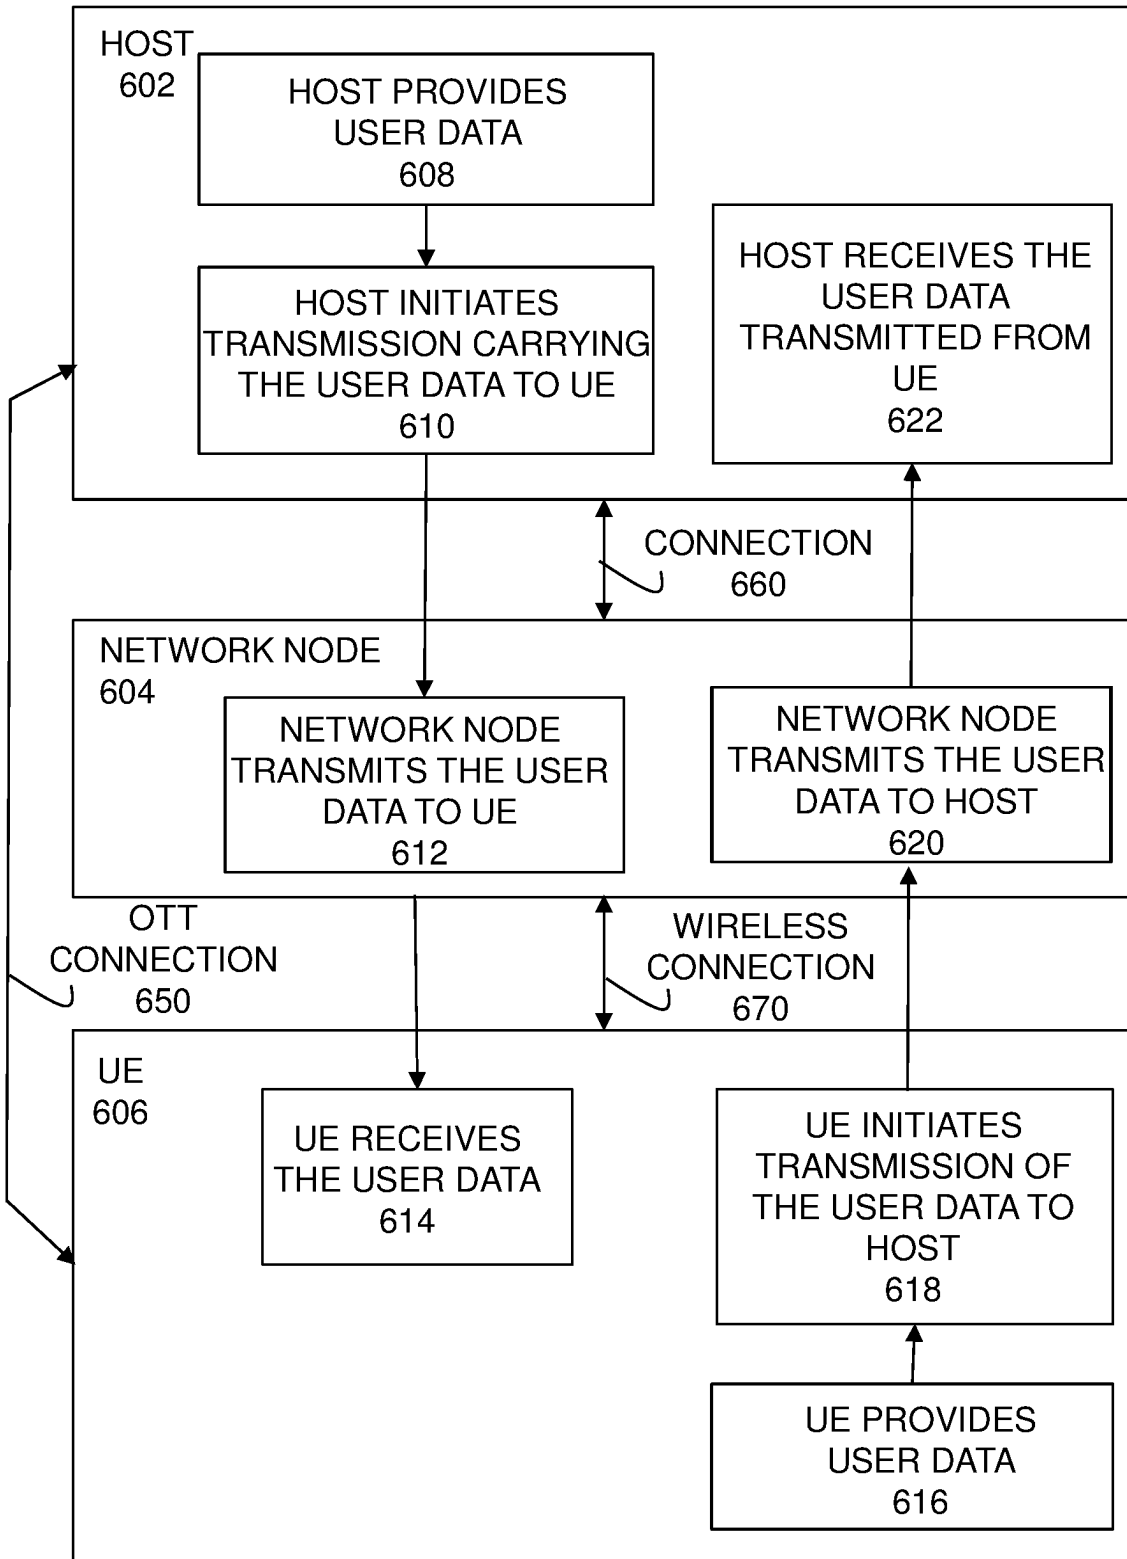 HOST
602
HOST PROVIDES
USER DATA
608
HOST INITIATES
TRANSMISSION CARRYING
THE USER DATA TO UE
610
HOST RECEIVES THE
USER DATA
TRANSMITTED FROM
UE
622
CONNECTION
660
NETWORK NODE
604
NETWORK NODE
TRANSMITS THE USER
DATA TO UE
612
NETWORK NODE
TRANSMITS THE USER
DATA TO HOST
620
OTT
CONNECTION
650
WIRELESS
CONNECTION
670
UE
606
UE RECEIVES
THE USER DATA
614
UE INITIATES
TRANSMISSION OF
THE USER DATA TO
HOST
618
UE PROVIDES
USER DATA
616